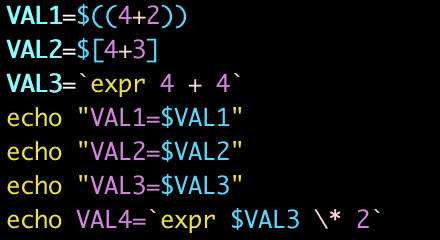 VAL1=$((4+2))
VAL2=$[4+3]
VAL3=`expr 4 + 4`
echo "VAL1=$VAL1"
echo "VAL2=$VAL2"
echo "VAL3=$VAL3"
echo VAL4=`expr $VAL3 \* 2`